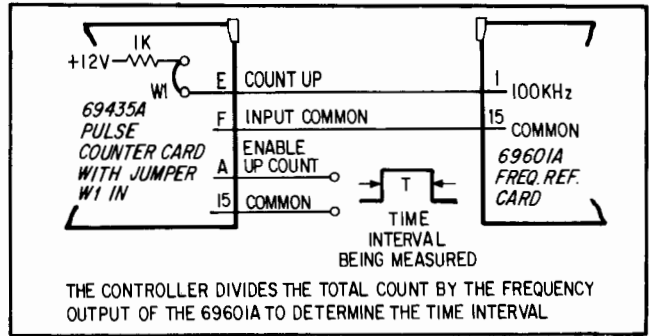 1K
+12V
W1
E COUNT UP
1
100KHz
69435A
PULSE
COUNTER CARD
WITH JUMPER
W1 IN
F INPUT COMMON
15
COMMON
A ENABLE
UP COUNT
15 COMMON
69601A
FREQ. REF.
CARD
T
TIME
INTERVAL
BEING MEASURED
THE CONTROLLER DIVIDES THE TOTAL COUNT BY THE FREQUENCY
OUTPUT OF THE 69601A TO DETERMINE THE TIME INTERVAL